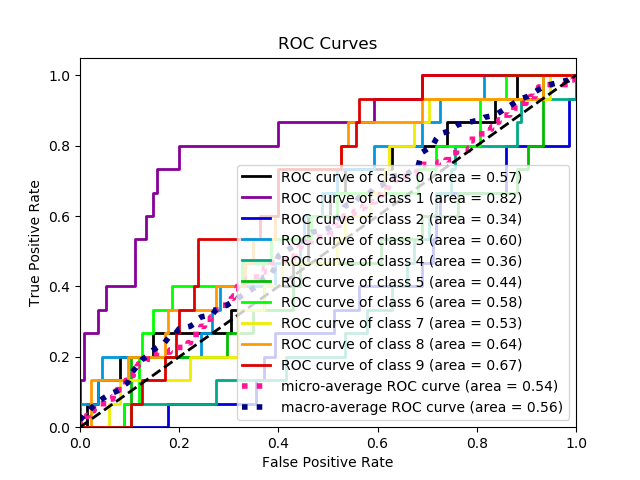 ROC Curves
True Positive Rate
1.0
0.8
0.6
0.4
0.2
0.0
ROC curve of class 0 (area = 0.57)
ROC curve of class 1 (area = 0.82)
ROC curve of class 2 (area = 0.34)
ROC curve of class 3 (area = 0.60)
ROC curve of class 4 (area = 0.36)
ROC curve of class 5 (area = 0.44)
ROC curve of class 6 (area = 0.58)
ROC curve of class 7 (area = 0.53)
ROC curve of class 8 (area = 0.64)
ROC curve of class 9 (area = 0.67)
micro-average ROC curve (area = 0.54)
macro-average ROC curve (area = 0.56)
0.0 0.2 0.4 0.6 0.8 1.0
False Positive Rate